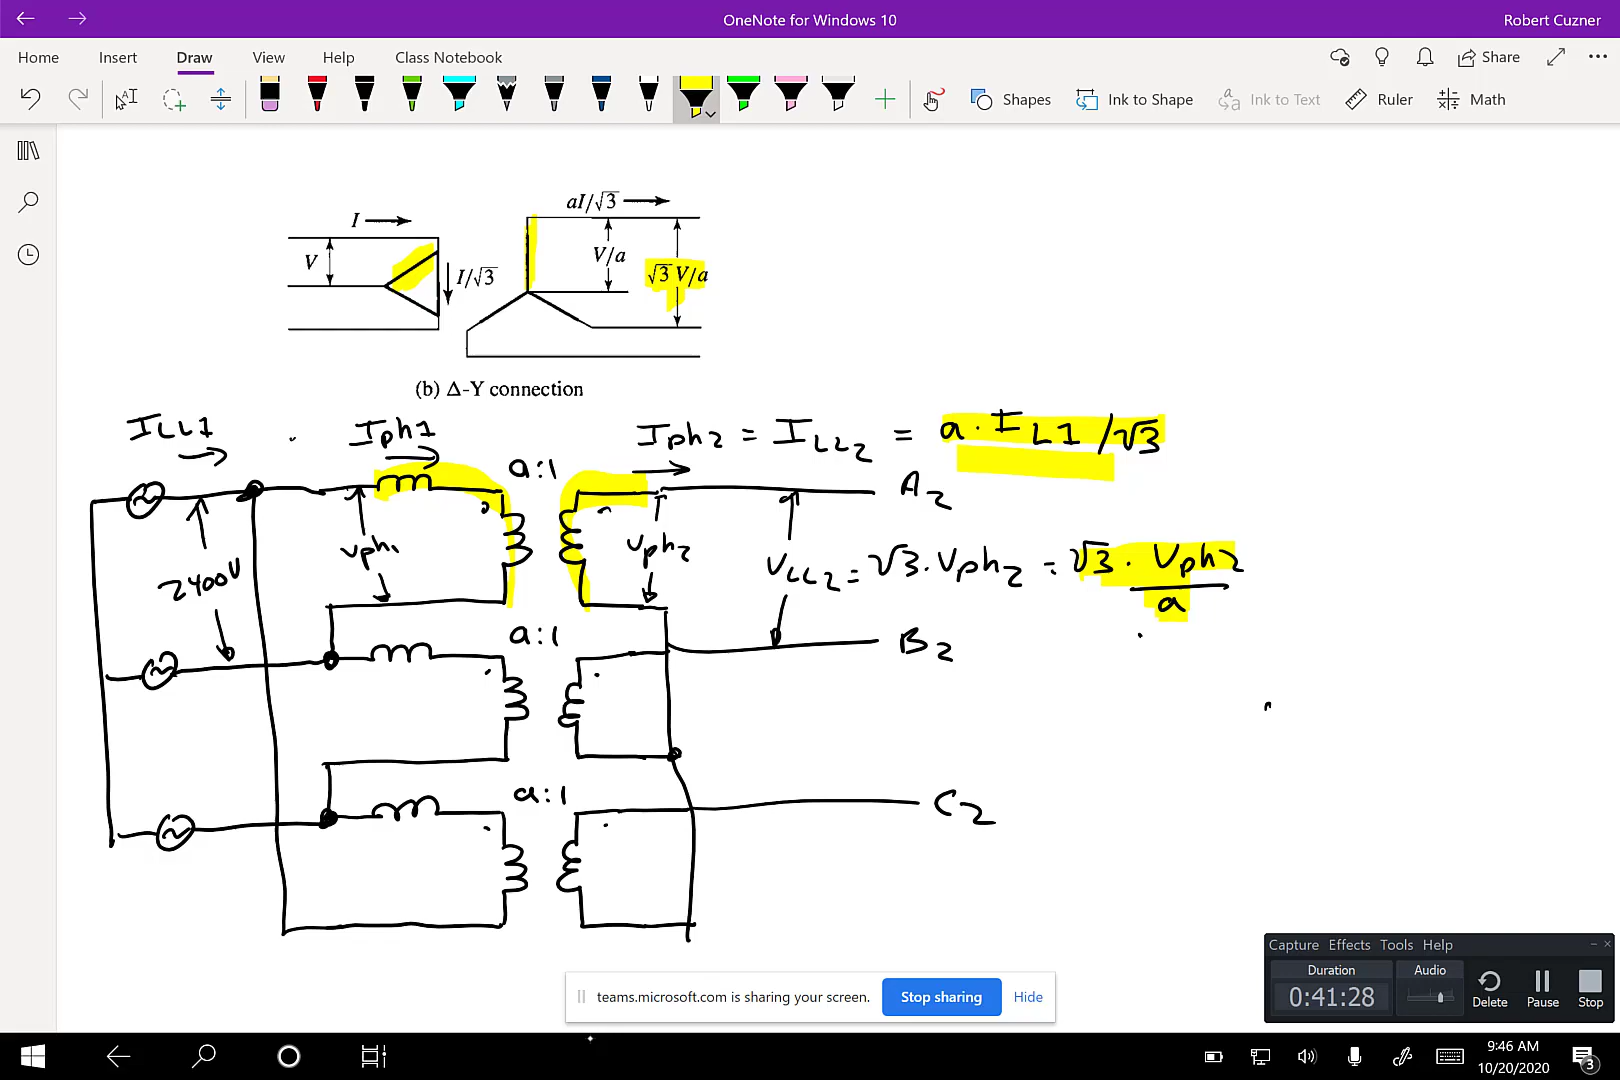 OneNote for Windows 10
Robert Cuzner
Home Insert Draw View Help Class Notebook
Share
Shapes Ink to Shape Ink to Text Ruler Math
I
V
I/√3
aI/√3
V/a
√3 V/a
(b) Δ-Y connection
ILL1 Iph1 Iph2 = ILL2 = a · IL1 /√3
a:1
A2
2400V Vph1 Vph2 VLL2 = √3 · Vph2 = √3 · Vph2 / a
a:1
B2
a:1
C2
Capture Effects Tools Help
Duration Audio
0:41:28 Delete Pause Stop
teams.microsoft.com is sharing your screen. Stop sharing Hide
9:46 AM
10/20/2020
3